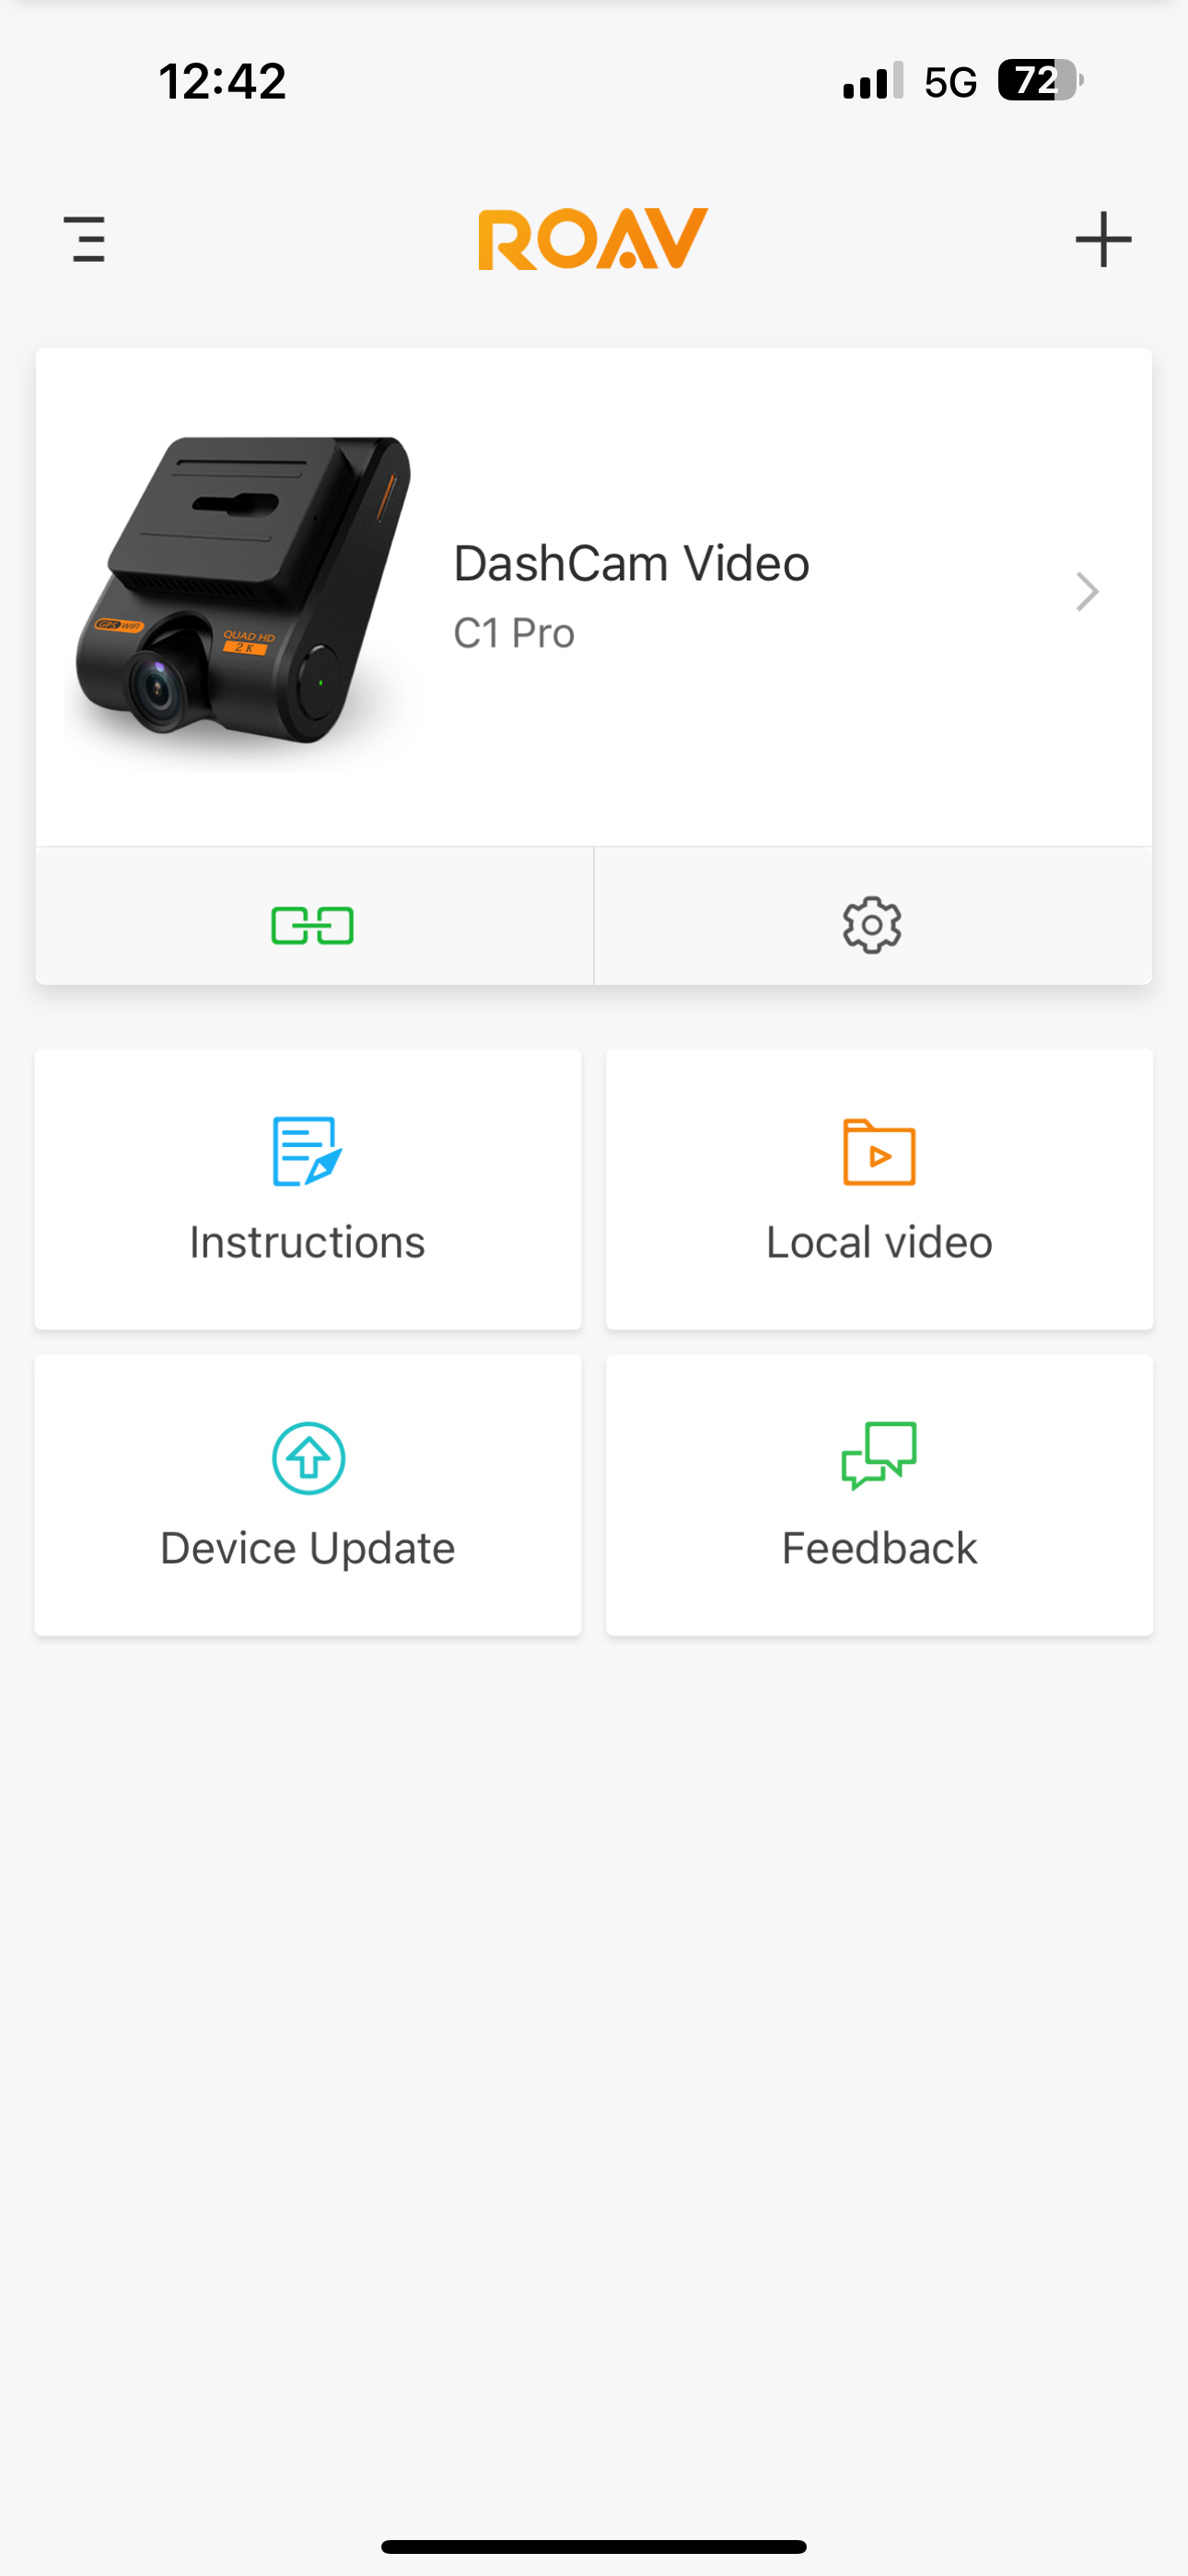 12:42
5G 72
ROAV
DashCam Video
C1 Pro
GPS WiFi
QUAD HD
2K
Instructions
Local video
Device Update
Feedback